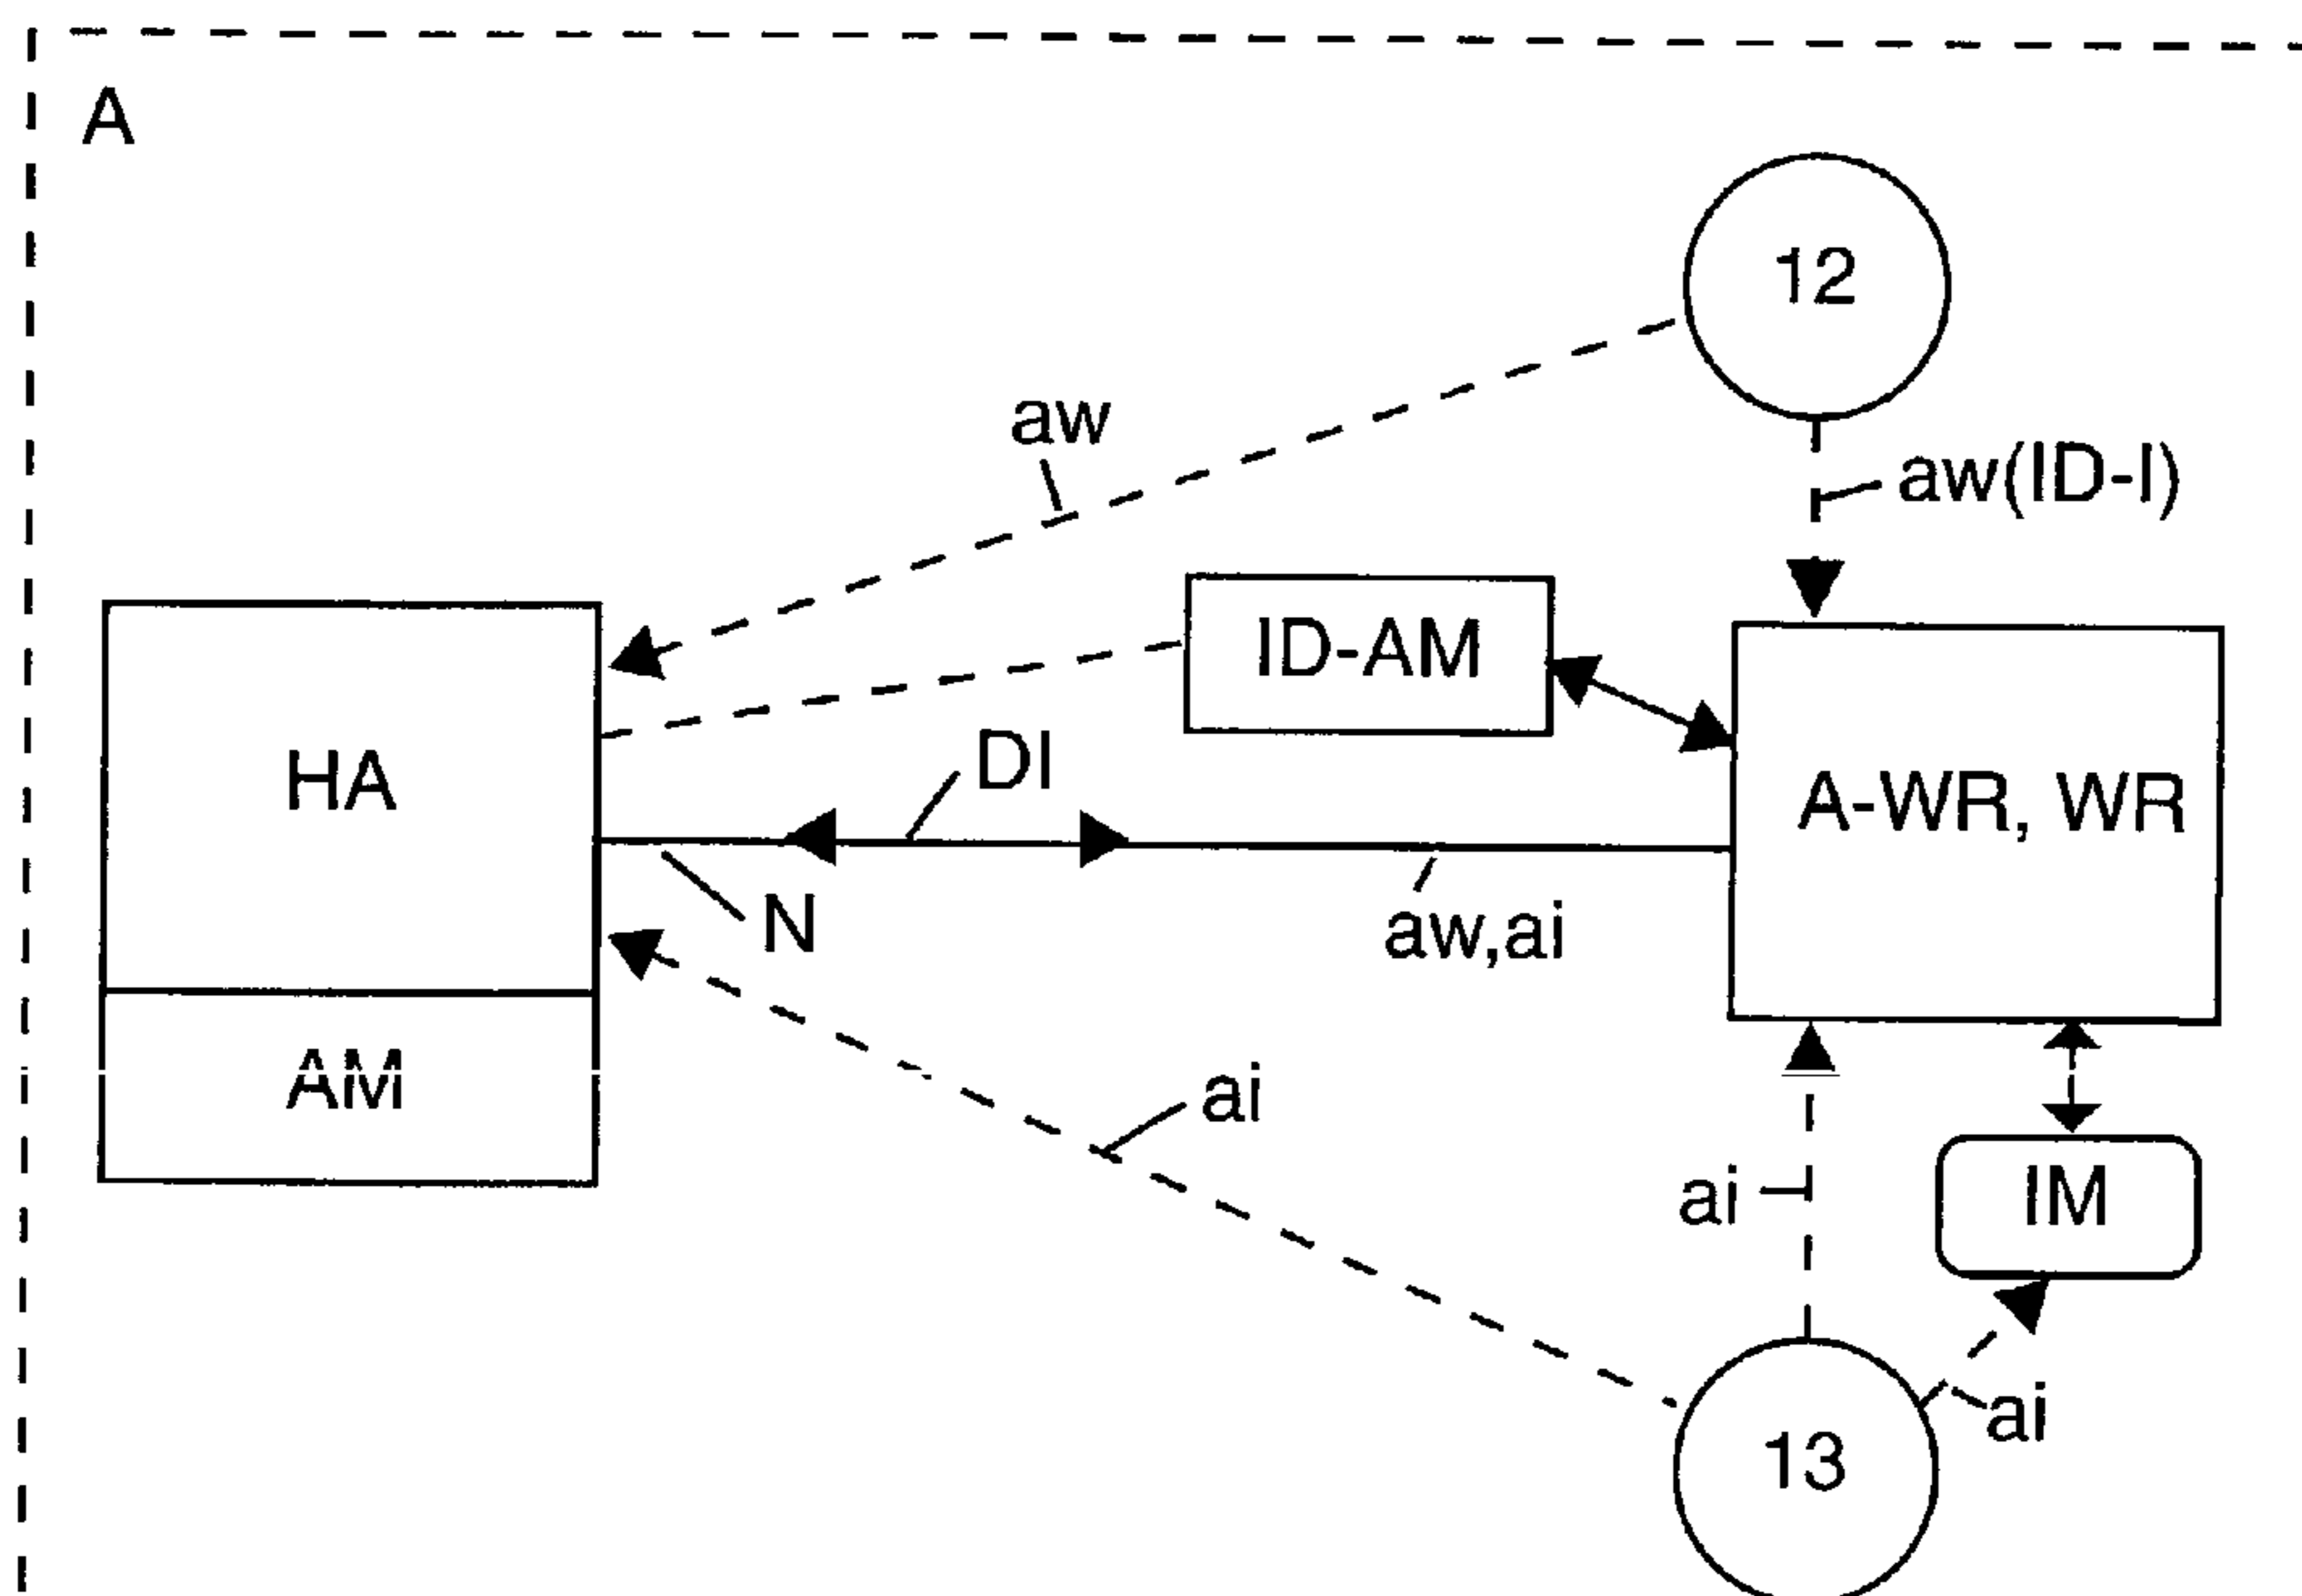 A
12
aw
aw(ID-I)
ID-AM
DI
HA
A-WR, WR
N
aw,ai
AM
ai
ai
IM
ai
13